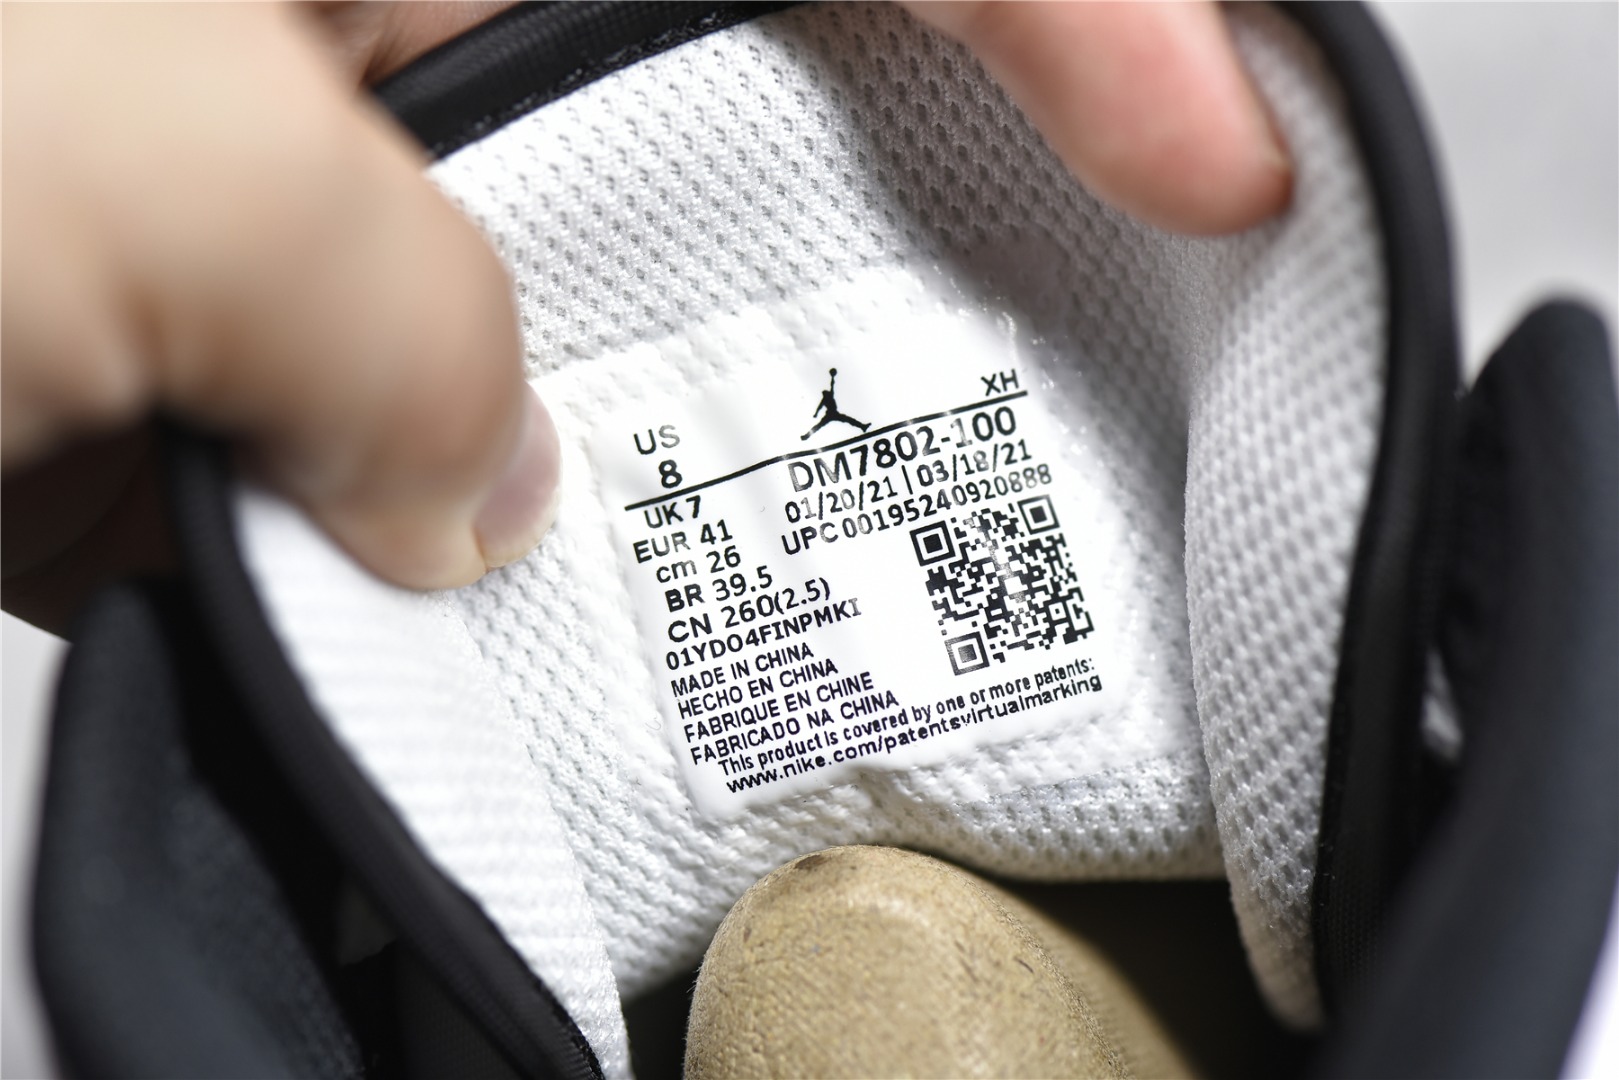 XH
US
8
UK 7
EUR 41
cm 26
BR 39.5
CN 260(2.5)
01YDO4FINPMKI
DM7802-100
01/20/21 | 03/18/21
UPC 00195240920888
MADE IN CHINA
HECHO EN CHINA
FABRIQUE EN CHINE
FABRICADO NA CHINA
This product is covered by one or more patents:
www.nike.com/patentsvirtualmarking